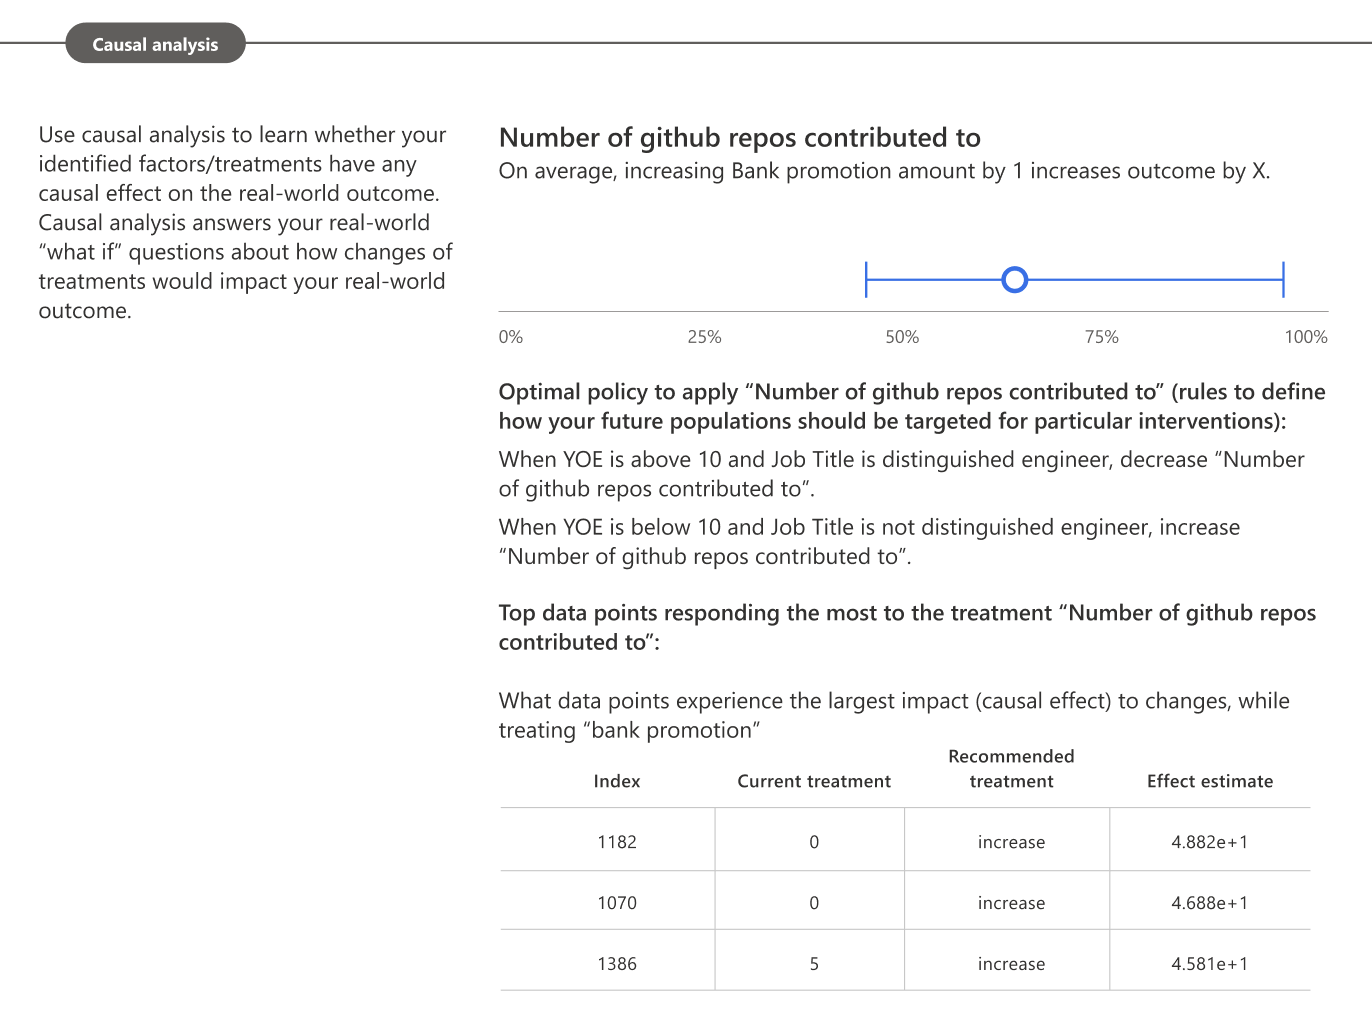 Causal analysis
Use causal analysis to learn whether your
identified factors/treatments have any
causal effect on the real-world outcome.
Causal analysis answers your real-world
“what if” questions about how changes of
treatments would impact your real-world
outcome.
Number of github repos contributed to
On average, increasing Bank promotion amount by 1 increases outcome by X.
0% 25% 50% 75% 100%
Optimal policy to apply “Number of github repos contributed to” (rules to define
how your future populations should be targeted for particular interventions):
When YOE is above 10 and Job Title is distinguished engineer, decrease “Number
of github repos contributed to”.
When YOE is below 10 and Job Title is not distinguished engineer, increase
“Number of github repos contributed to”.
Top data points responding the most to the treatment “Number of github repos
contributed to”:
What data points experience the largest impact (causal effect) to changes, while
treating “bank promotion”
Index Current treatment Recommended treatment Effect estimate
1182 0 increase 4.882e+1
1070 0 increase 4.688e+1
1386 5 increase 4.581e+1